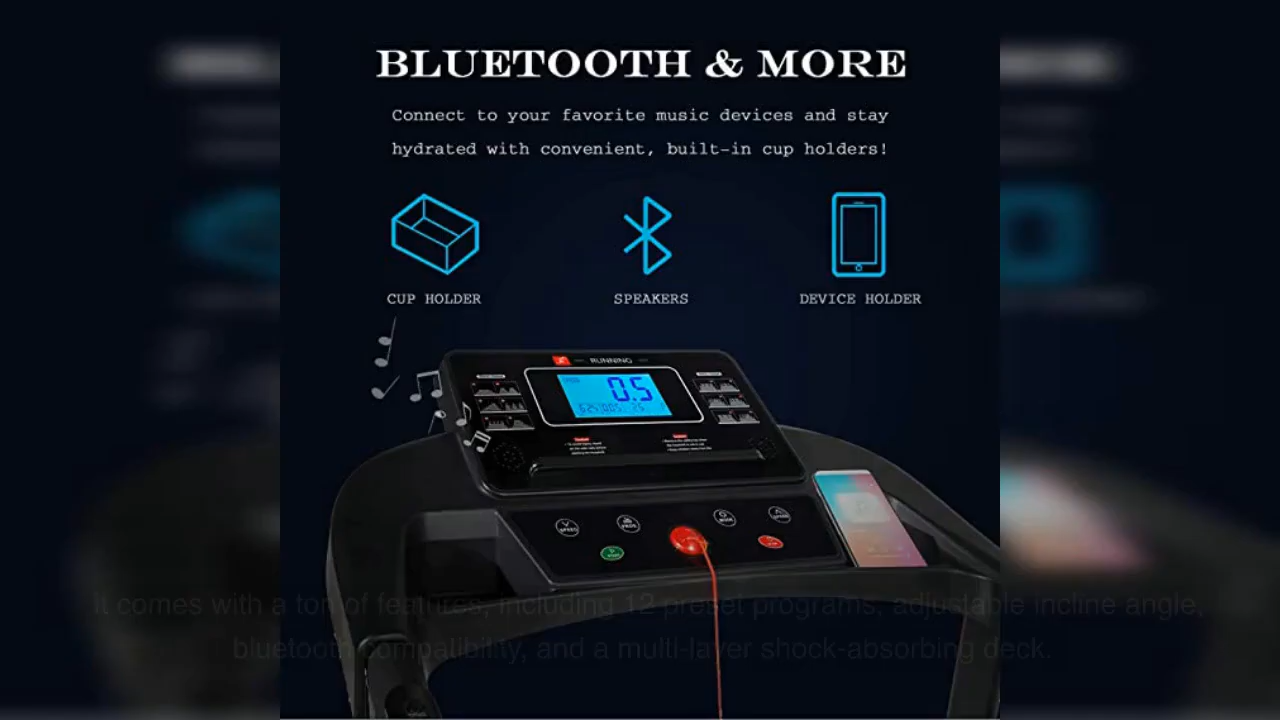 BLUETOOTH & MORE
Connect to your favorite music devices and stay
hydrated with convenient, built-in cup holders!
CUP HOLDER
SPEAKERS
DEVICE HOLDER
RUNNING
0.5
It comes with a ton of features, including 12 preset programs, adjustable incline angle,
bluetooth compatibility, and a multi-layer shock-absorbing deck.